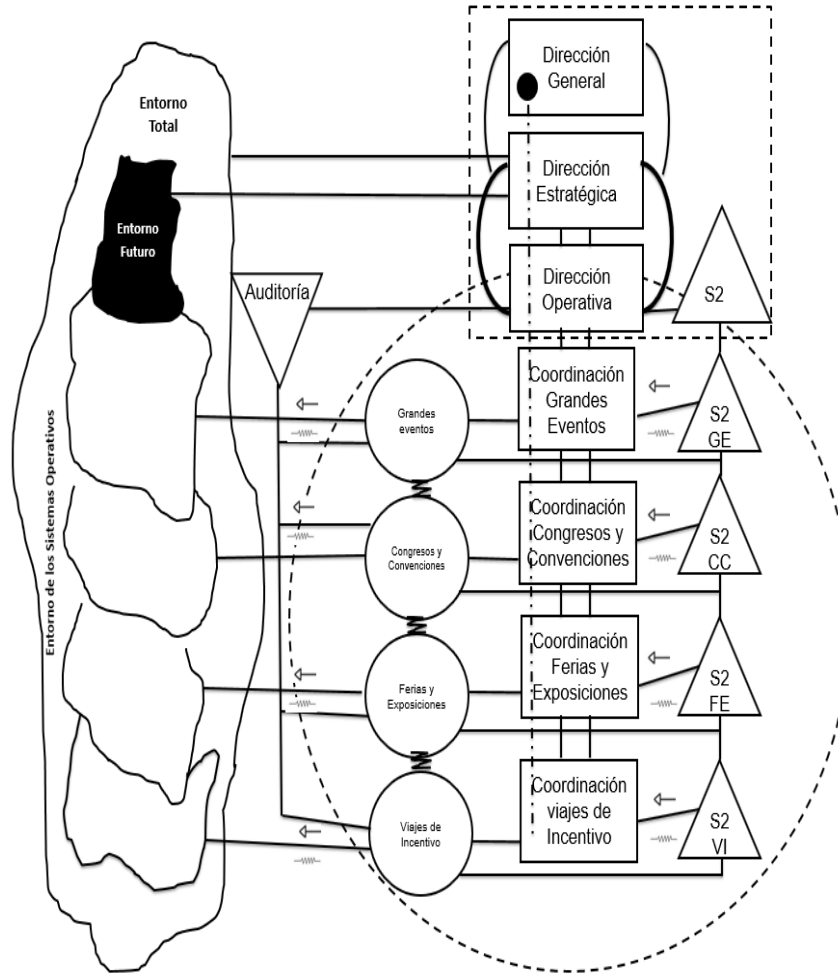 Dirección
General
Entorno
Total
Dirección
Estratégica
Entorno
Futuro
Auditoría
Dirección
Operativa
S2
Entorno de los Sistemas Operativos
Grandes
eventos
Coordinación
Grandes
Eventos
S2
GE
Congresos y
Convenciones
Coordinación
Congresos y
Convenciones
S2
CC
Ferias y
Exposiciones
Coordinación
Ferias y
Exposiciones
S2
FE
Viajes de
Incentivo
Coordinación
viajes de
Incentivo
S2
VI